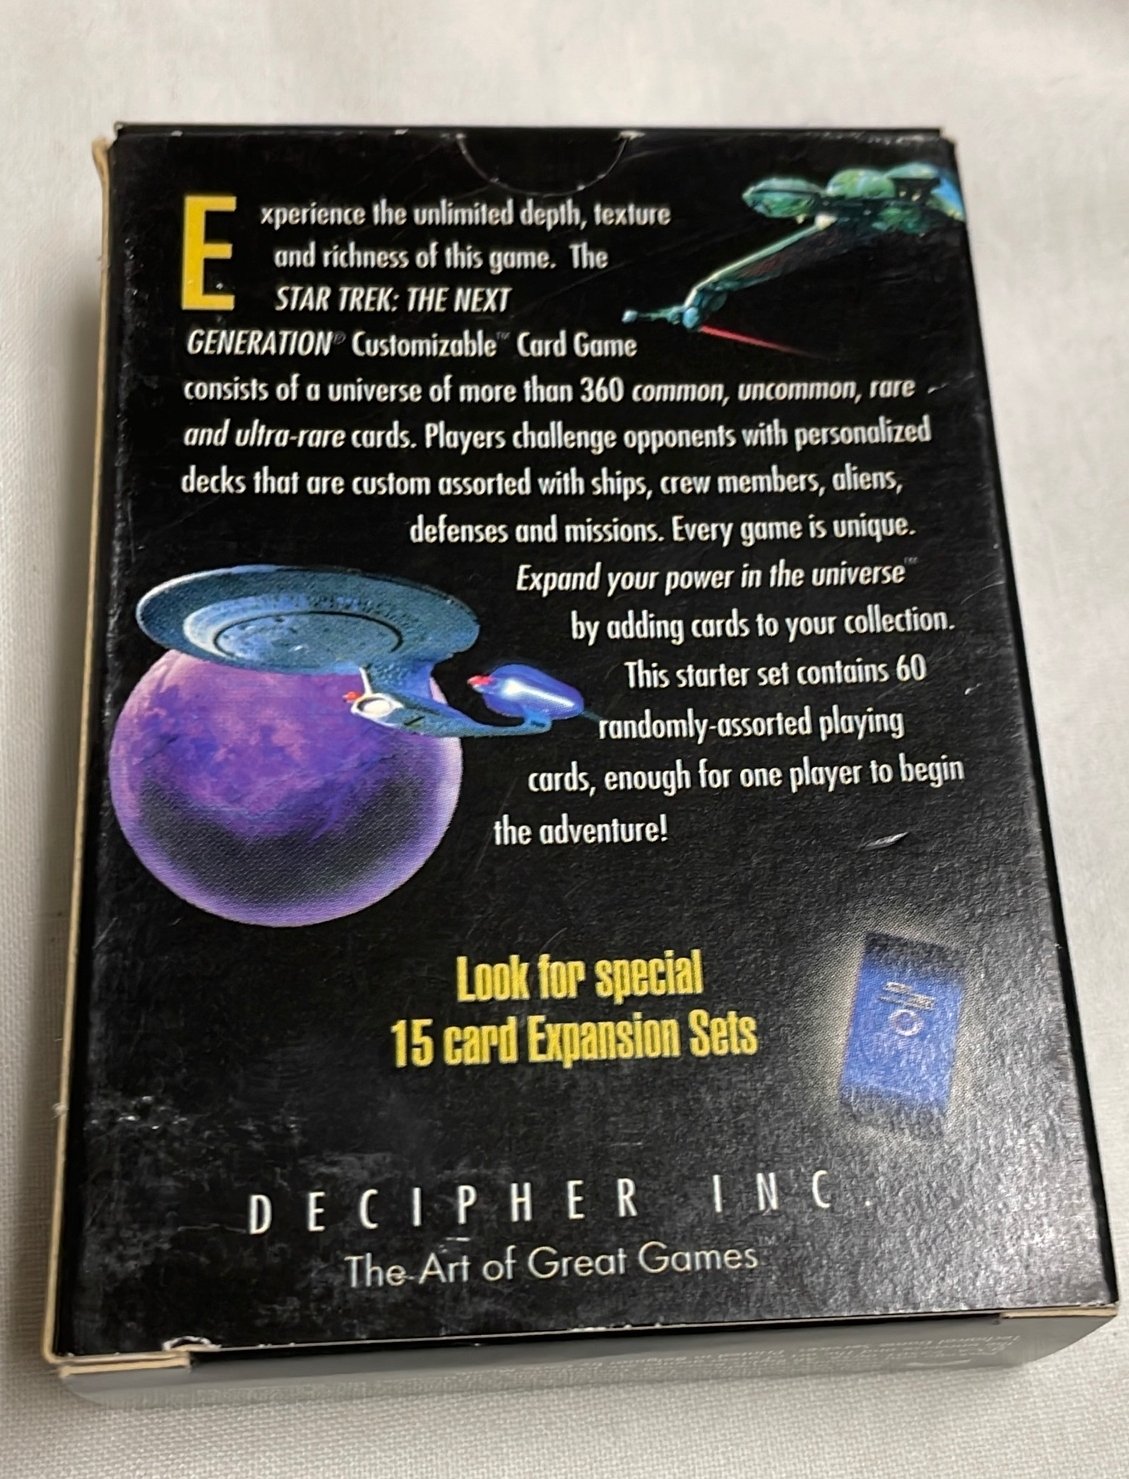 Experience the unlimited depth, texture
and richness of this game. The
STAR TREK: THE NEXT
GENERATION® Customizable™ Card Game
consists of a universe of more than 360 common, uncommon, rare
and ultra-rare cards. Players challenge opponents with personalized
decks that are custom assorted with ships, crew members, aliens,
defenses and missions. Every game is unique.
Expand your power in the universe™
by adding cards to your collection.
This starter set contains 60
randomly-assorted playing
cards, enough for one player to begin
the adventure!
Look for special
15 card Expansion Sets
DECIPHER INC.
The Art of Great Games™